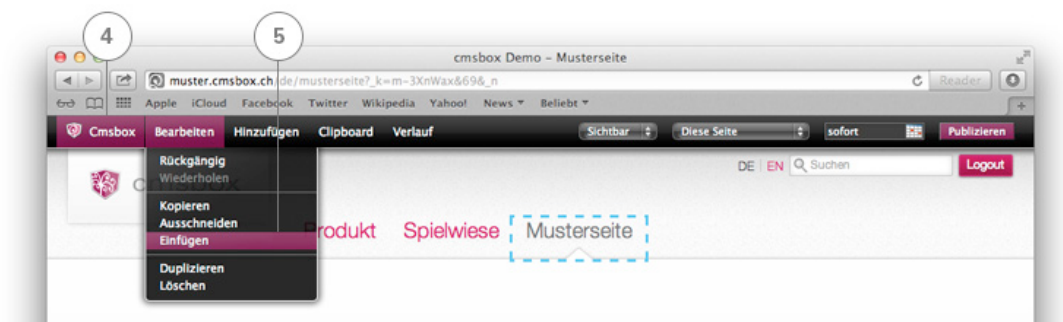 4 5
cmsbox Demo – Musterseite
muster.cmsbox.ch/de/musterseite?_k=m-3XnWax&69&_n Reader
Apple iCloud Facebook Twitter Wikipedia Yahoo! News Beliebt
Cmsbox Bearbeiten Hinzufügen Clipboard Verlauf Sichtbar Diese Seite sofort Publizieren
Rückgängig
Wiederholen
DE EN Suchen Logout
cmsbox
Kopieren
Ausschneiden
Einfügen
Produkt Spielwiese Musterseite
Duplizieren
Löschen